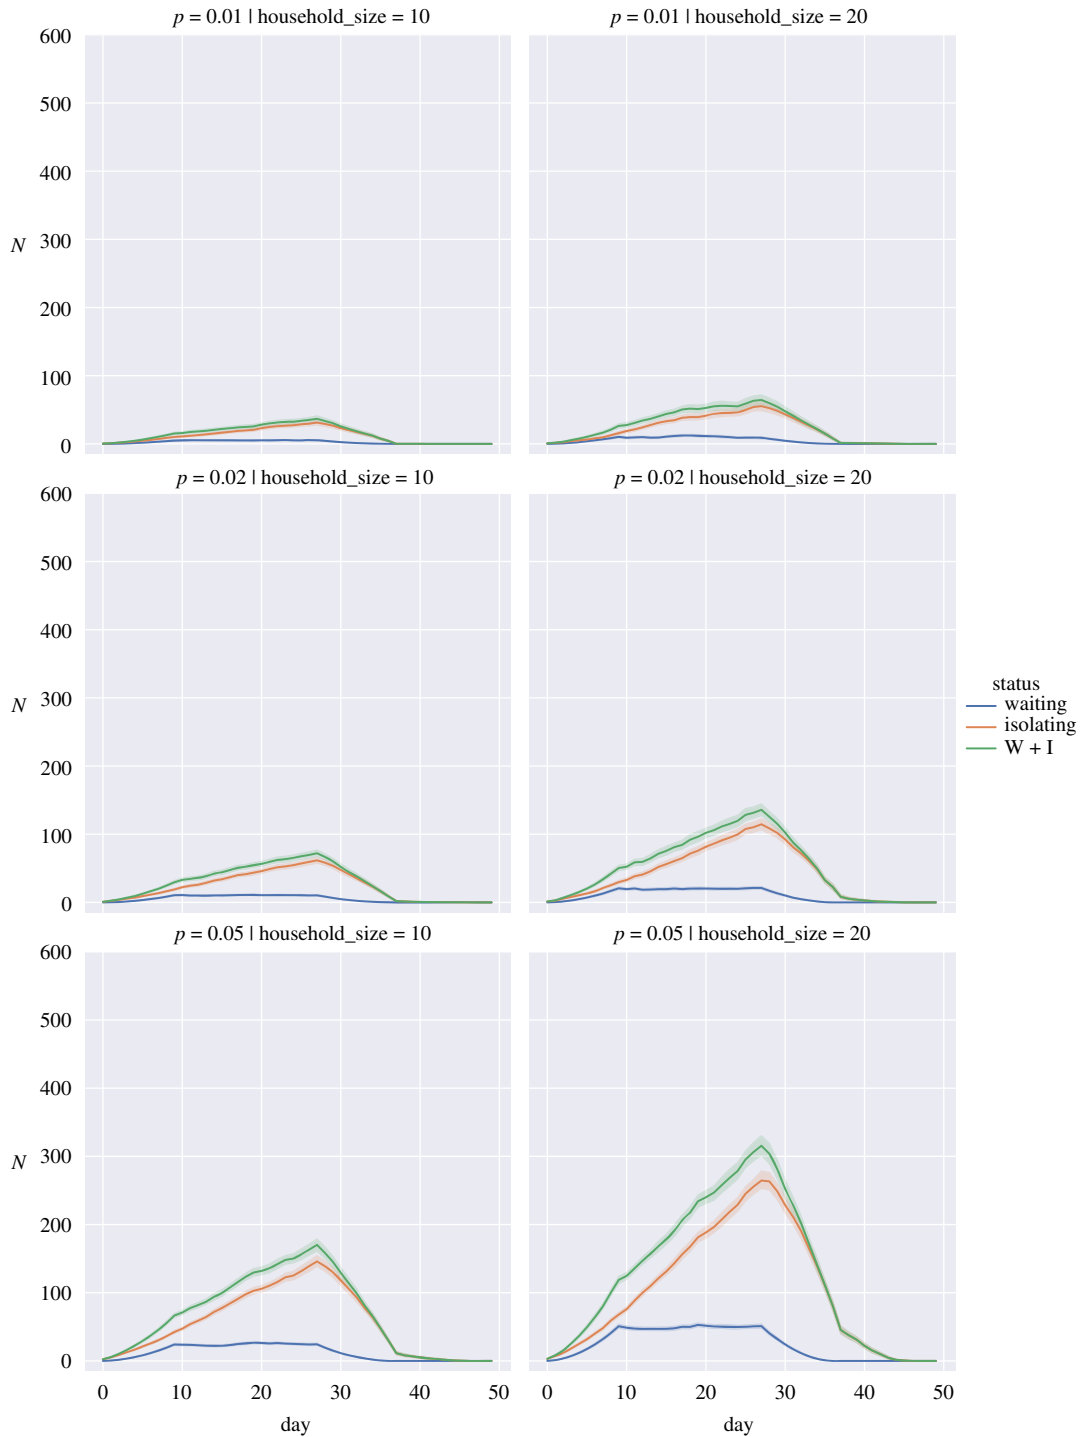 p = 0.01 | household_size = 10
p = 0.01 | household_size = 20
600
500
400
N 300
200
100
0
p = 0.02 | household_size = 10
p = 0.02 | household_size = 20
600
500
400
N 300
200
100
0
status
waiting
isolating
W + I
p = 0.05 | household_size = 10
p = 0.05 | household_size = 20
600
500
400
N 300
200
100
0
0 10 20 30 40 50
0 10 20 30 40 50
day
day